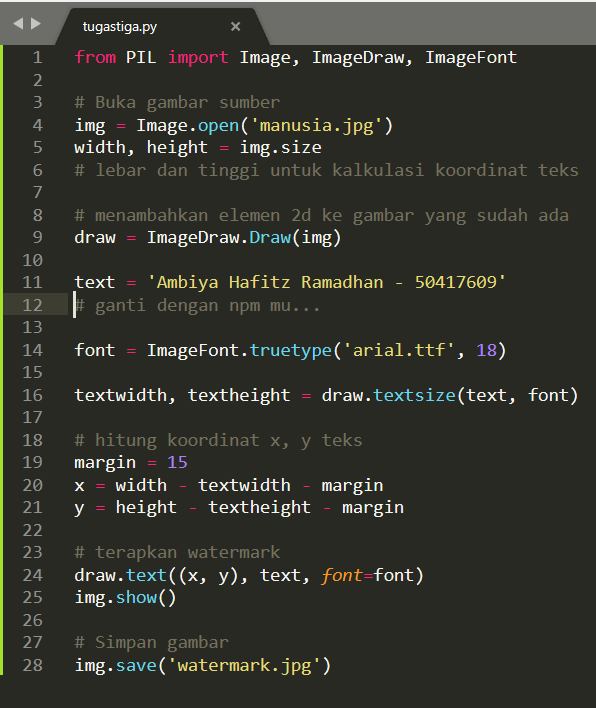 tugastiga.py ×
1 from PIL import Image, ImageDraw, ImageFont
2
3 # Buka gambar sumber
4 img = Image.open('manusia.jpg')
5 width, height = img.size
6 # lebar dan tinggi untuk kalkulasi koordinat teks
7
8 # menambahkan elemen 2d ke gambar yang sudah ada
9 draw = ImageDraw.Draw(img)
10
11 text = 'Ambiya Hafitz Ramadhan - 50417609'
12 # ganti dengan npm mu...
13
14 font = ImageFont.truetype('arial.ttf', 18)
15
16 textwidth, textheight = draw.textsize(text, font)
17
18 # hitung koordinat x, y teks
19 margin = 15
20 x = width - textwidth - margin
21 y = height - textheight - margin
22
23 # terapkan watermark
24 draw.text((x, y), text, font=font)
25 img.show()
26
27 # Simpan gambar
28 img.save('watermark.jpg')